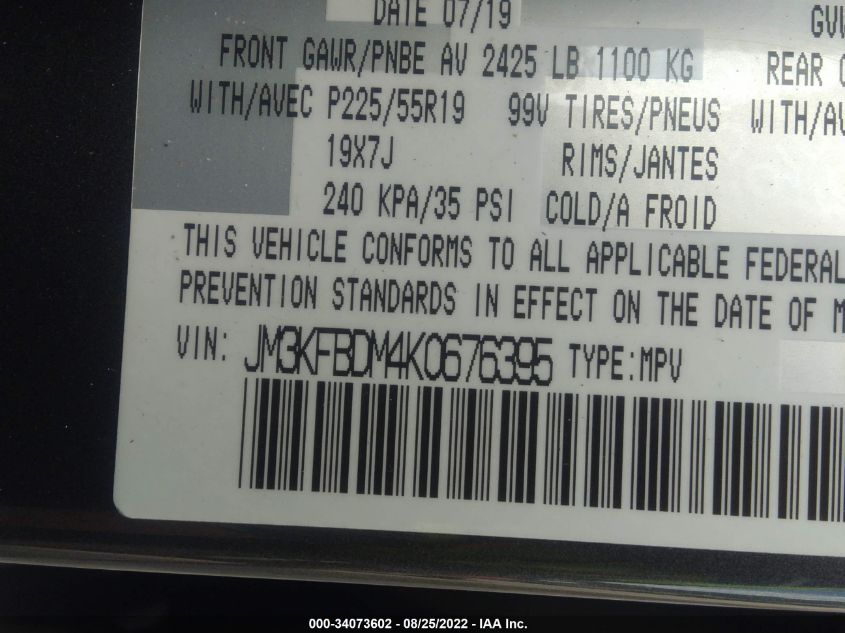 DATE 07/19 GVW
FRONT GAWR/PNBE AV 2425 LB 1100 KG REAR G
WITH/AVEC P225/55R19 99V TIRES/PNEUS WITH/AV
19X7J RIMS/JANTES
240 KPA/35 PSI COLD/A FROID
THIS VEHICLE CONFORMS TO ALL APPLICABLE FEDERAL
PREVENTION STANDARDS IN EFFECT ON THE DATE OF M
VIN: JM3KFBDM4K0676395 TYPE:MPV
000-34073602 - 08/25/2022 - IAA Inc.